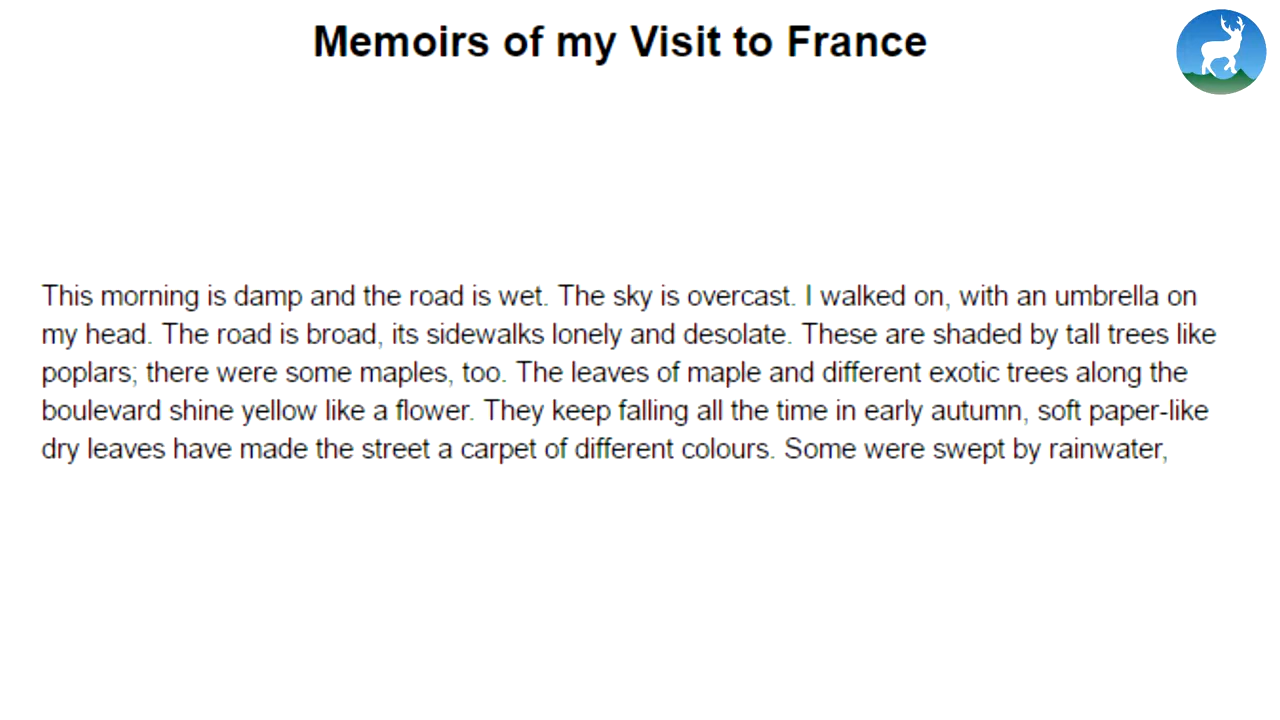 Memoirs of my Visit to France
This morning is damp and the road is wet. The sky is overcast. I walked on, with an umbrella on
my head. The road is broad, its sidewalks lonely and desolate. These are shaded by tall trees like
poplars; there were some maples, too. The leaves of maple and different exotic trees along the
boulevard shine yellow like a flower. They keep falling all the time in early autumn, soft paper-like
dry leaves have made the street a carpet of different colours. Some were swept by rainwater,